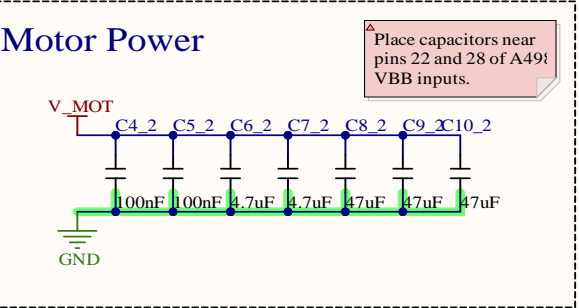 Motor Power
Place capacitors near
pins 22 and 28 of A498
VBB inputs.
V_MOT
C4_2 C5_2 C6_2 C7_2 C8_2 C9_2 C10_2
100nF 100nF 4.7uF 4.7uF 47uF 47uF 47uF
GND